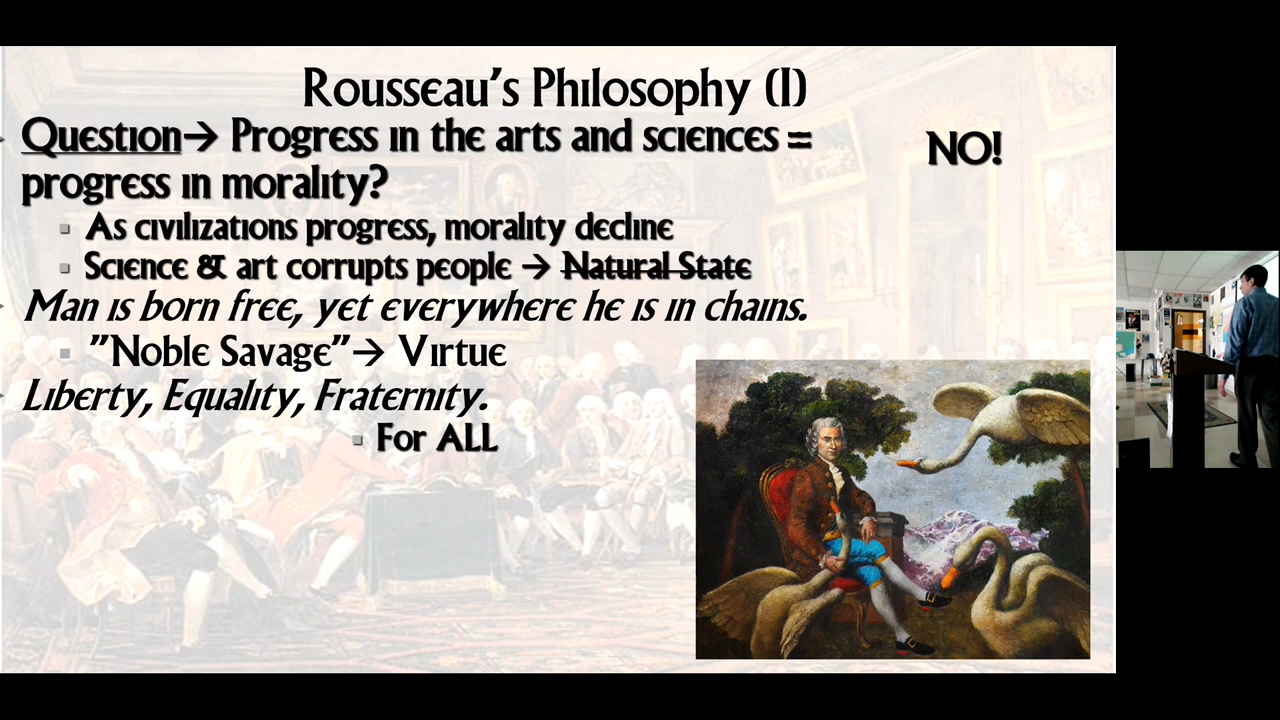 Rousseau's Philosophy (I)
Question→ Progress in the arts and sciences =
progress in morality?
NO!
As civilizations progress, morality decline
Science & art corrupts people → Natural State
Man is born free, yet everywhere he is in chains.
"Noble Savage"→ Virtue
Liberty, Equality, Fraternity.
For ALL